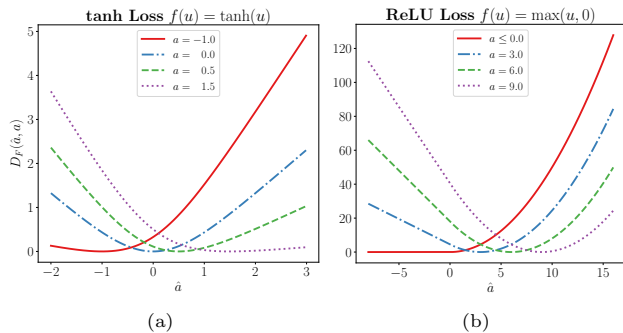 tanh Loss f(u) = tanh(u)
5
4
3
2
1
0
D_F(â, a)
a = −1.0
a = 0.0
a = 0.5
a = 1.5
−2 −1 0 1 2 3
â
(a)
ReLU Loss f(u) = max(u, 0)
120
100
80
60
40
20
0
a ≤ 0.0
a = 3.0
a = 6.0
a = 9.0
−5 0 5 10 15
â
(b)